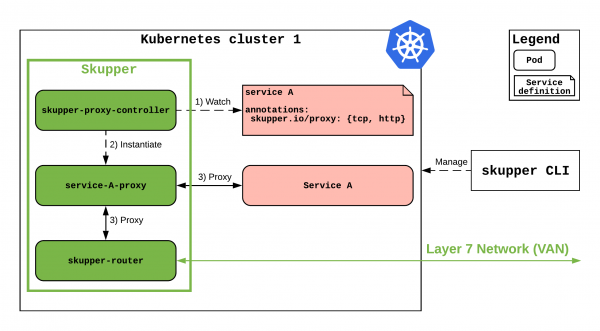 Kubernetes cluster 1
Skupper
skupper-proxy-controller
1) Watch
service A
annotations:
skupper.io/proxy: {tcp, http}
2) Instantiate
service-A-proxy
3) Proxy
Service A
3) Proxy
skupper-router
Legend
Pod
Service
definition
Manage
skupper CLI
Layer 7 Network (VAN)